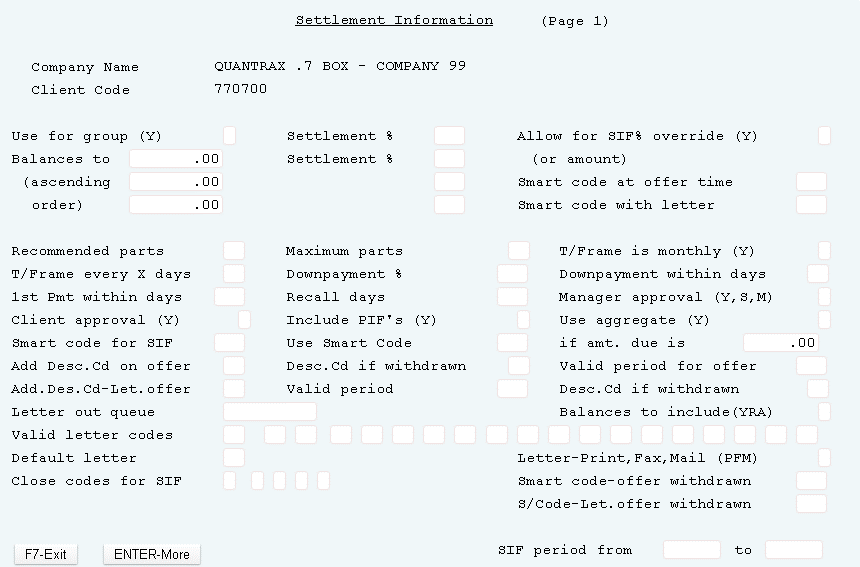 Settlement Information (Page 1)
Company Name QUANTRAX .7 BOX - COMPANY 99
Client Code 770700
Use for group (Y) Settlement % Allow for SIF% override (Y)
Balances to .00 Settlement % (or amount)
(ascending .00 Smart code at offer time
order) .00 Smart code with letter
Recommended parts Maximum parts T/Frame is monthly (Y)
T/Frame every X days Downpayment % Downpayment within days
1st Pmt within days Recall days Manager approval (Y,S,M)
Client approval (Y) Include PIF's (Y) Use aggregate (Y)
Smart code for SIF Use Smart Code if amt. due is .00
Add Desc.Cd on offer Desc.Cd if withdrawn Valid period for offer
Add.Des.Cd-Let.offer Valid period Desc.Cd if withdrawn
Letter out queue Balances to include(YRA)
Valid letter codes
Default letter Letter-Print,Fax,Mail (PFM)
Close codes for SIF Smart code-offer withdrawn
S/Code-Let.offer withdrawn
F7-Exit ENTER-More SIF period from to